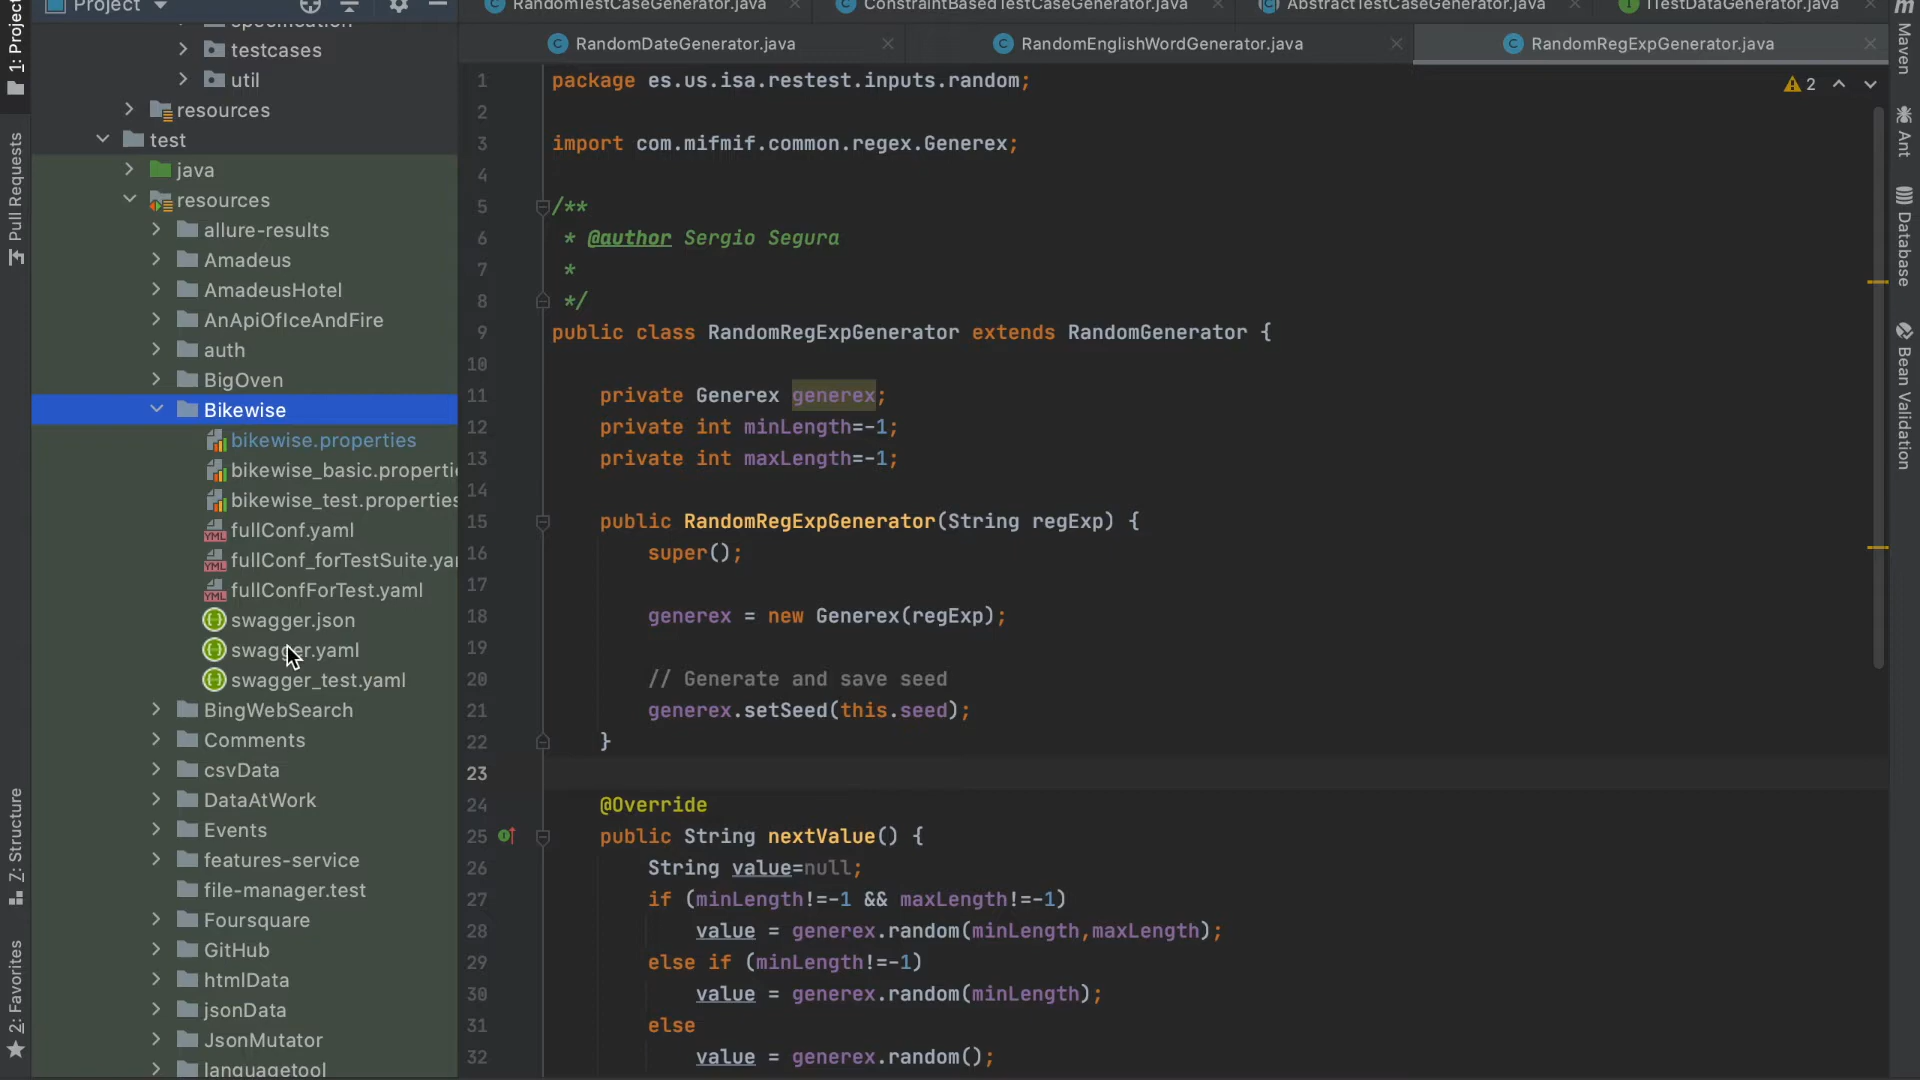 Project
RandomTestCaseGenerator.java
ConstraintBasedTestCaseGenerator.java
AbstractTestCaseGenerator.java
ITestDataGenerator.java
RandomDateGenerator.java
RandomEnglishWordGenerator.java
RandomRegExpGenerator.java
1: Project
Pull Requests
7: Structure
2: Favorites
specification
testcases
util
resources
test
java
resources
allure-results
Amadeus
AmadeusHotel
AnApiOfIceAndFire
auth
BigOven
Bikewise
bikewise.properties
bikewise_basic.properti
bikewise_test.properties
fullConf.yaml
fullConf_forTestSuite.ya
fullConfForTest.yaml
swagger.json
swagger.yaml
swagger_test.yaml
BingWebSearch
Comments
csvData
DataAtWork
Events
features-service
file-manager.test
Foursquare
GitHub
htmlData
jsonData
JsonMutator
languagetool
1 package es.us.isa.restest.inputs.random;
2
3 import com.mifmif.common.regex.Generex;
4
5 /**
6 * @author Sergio Segura
7 *
8 */
9 public class RandomRegExpGenerator extends RandomGenerator {
10
11 private Generex generex;
12 private int minLength=-1;
13 private int maxLength=-1;
14
15 public RandomRegExpGenerator(String regExp) {
16 super();
17
18 generex = new Generex(regExp);
19
20 // Generate and save seed
21 generex.setSeed(this.seed);
22 }
23
24 @Override
25 public String nextValue() {
26 String value=null;
27 if (minLength!=-1 && maxLength!=-1)
28 value = generex.random(minLength,maxLength);
29 else if (minLength!=-1)
30 value = generex.random(minLength);
31 else
32 value = generex.random();
2
m
Maven
Ant
Database
Bean Validation